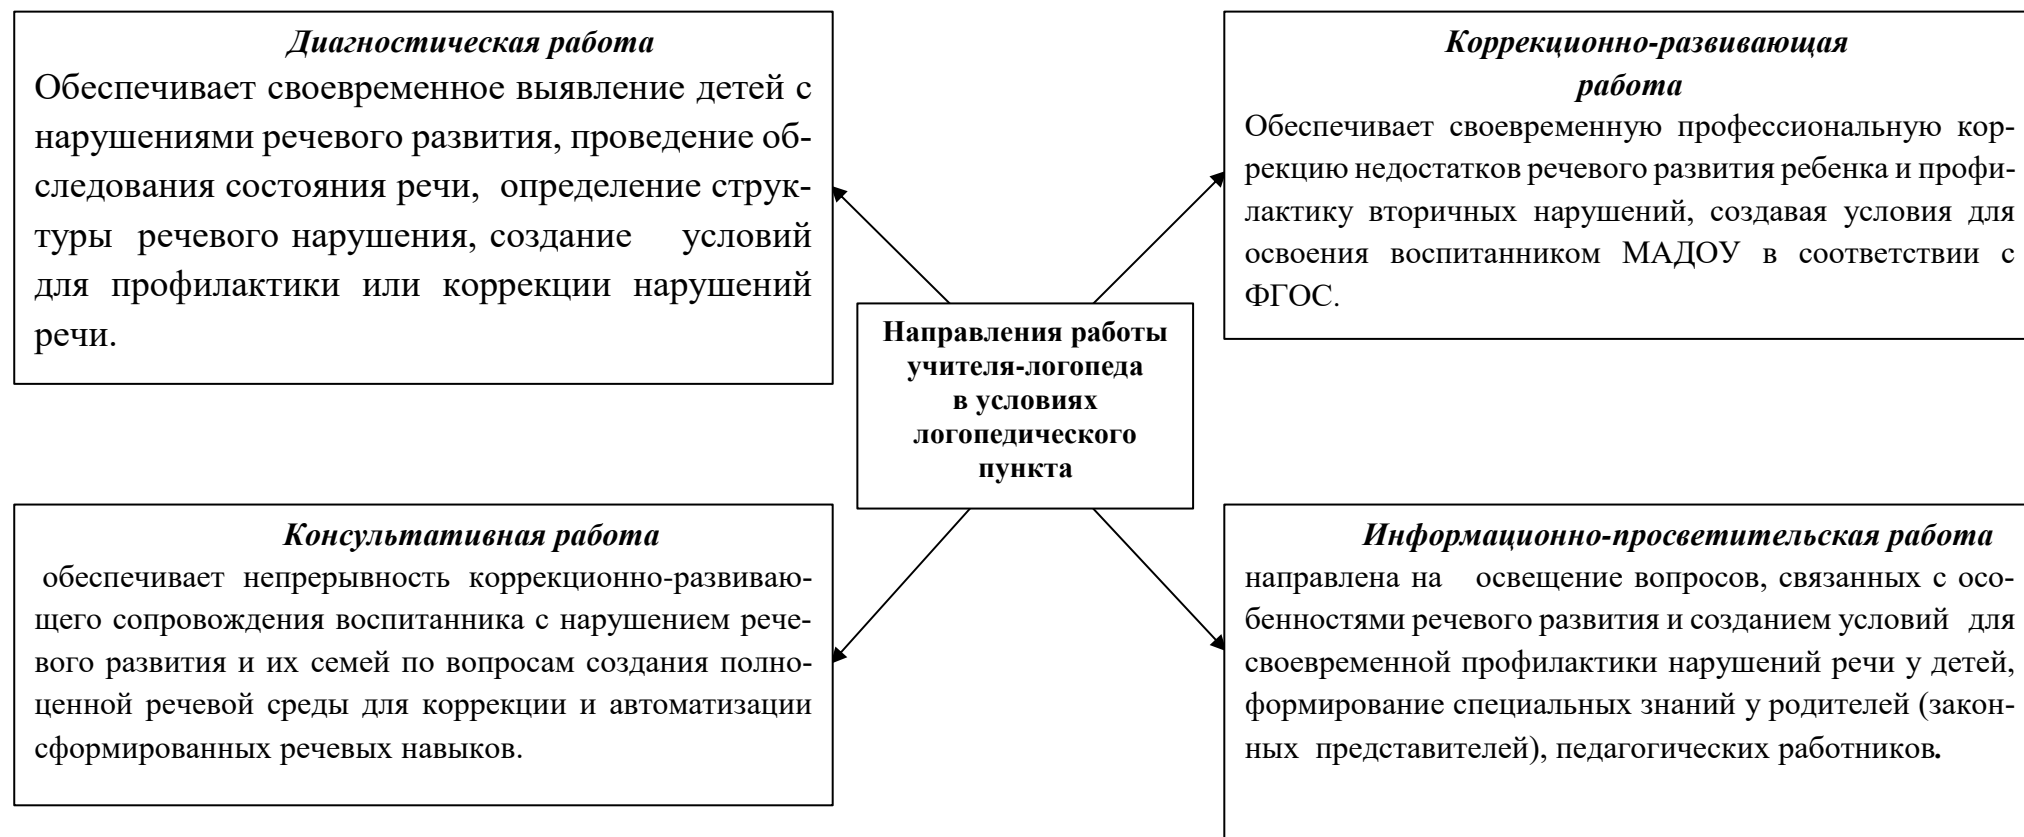 Диагностическая работа
Обеспечивает своевременное выявление детей с
нарушениями речевого развития, проведение об-
следования состояния речи, определение струк-
туры речевого нарушения, создание условий
для профилактики или коррекции нарушений
речи.
Коррекционно-развивающая
работа
Обеспечивает своевременную профессиональную кор-
рекцию недостатков речевого развития ребенка и профи-
лактику вторичных нарушений, создавая условия для
освоения воспитанником МАДОУ в соответствии с
ФГОС.
Направления работы
учителя-логопеда
в условиях
логопедического
пункта
Консультативная работа
обеспечивает непрерывность коррекционно-развиваю-
щего сопровождения воспитанника с нарушением рече-
вого развития и их семей по вопросам создания полно-
ценной речевой среды для коррекции и автоматизации
сформированных речевых навыков.
Информационно-просветительская работа
направлена на освещение вопросов, связанных с осо-
бенностями речевого развития и созданием условий для
своевременной профилактики нарушений речи у детей,
формирование специальных знаний у родителей (закон-
ных представителей), педагогических работников.